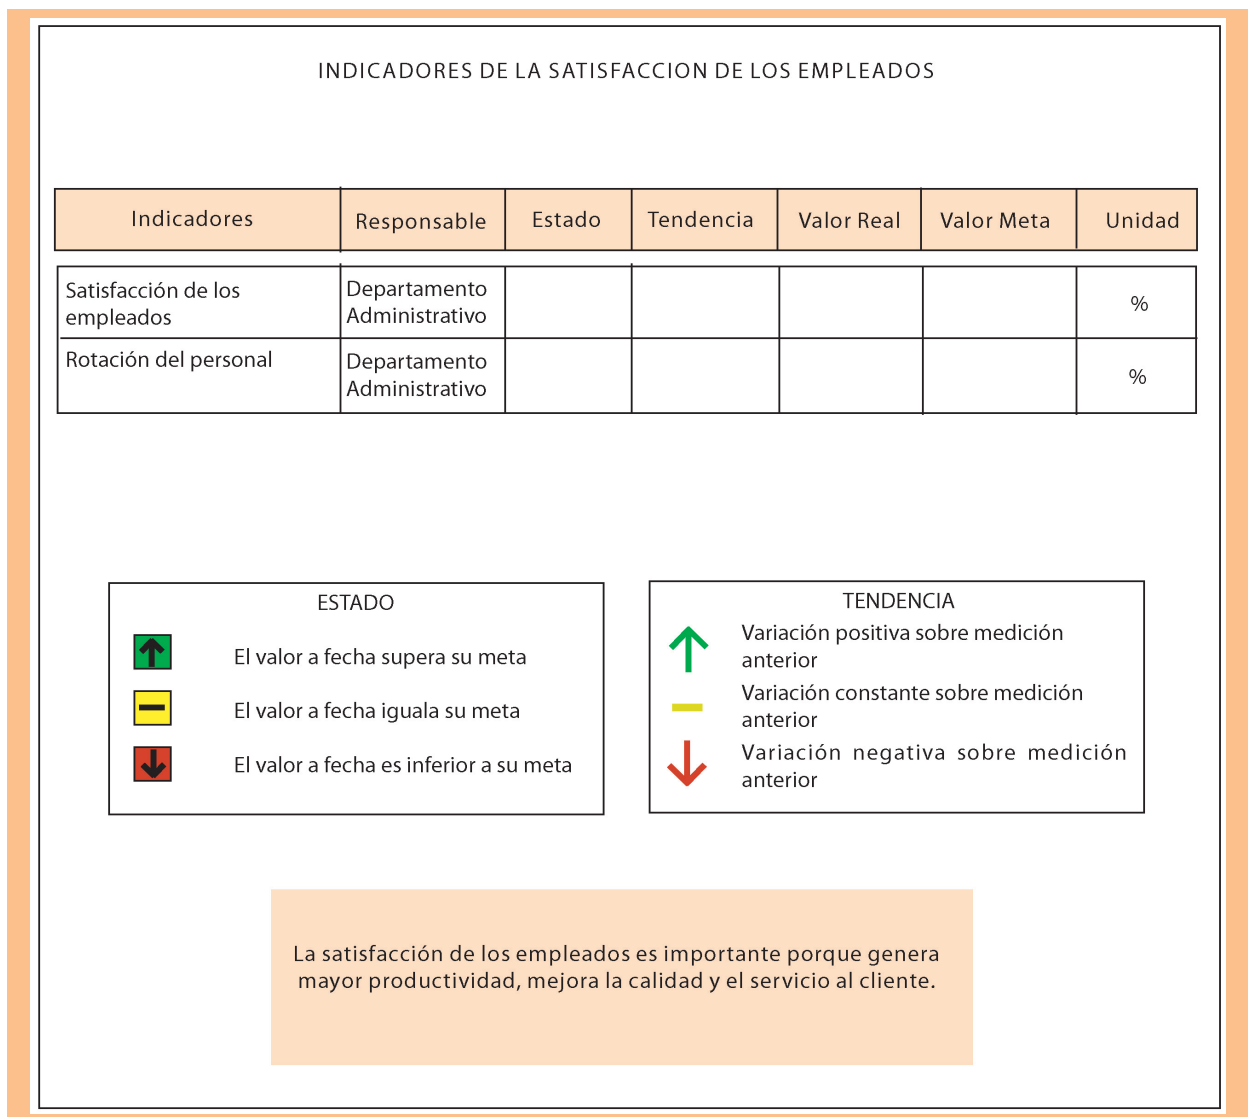 INDICADORES DE LA SATISFACCION DE LOS EMPLEADOS
Indicadores Responsable Estado Tendencia Valor Real Valor Meta Unidad
Satisfacción de los
empleados
Departamento
Administrativo
%
Rotación del personal
Departamento
Administrativo
%
ESTADO
El valor a fecha supera su meta
El valor a fecha iguala su meta
El valor a fecha es inferior a su meta
TENDENCIA
Variación positiva sobre medición
anterior
Variación constante sobre medición
anterior
Variación negativa sobre medición
anterior
La satisfacción de los empleados es importante porque genera
mayor productividad, mejora la calidad y el servicio al cliente.